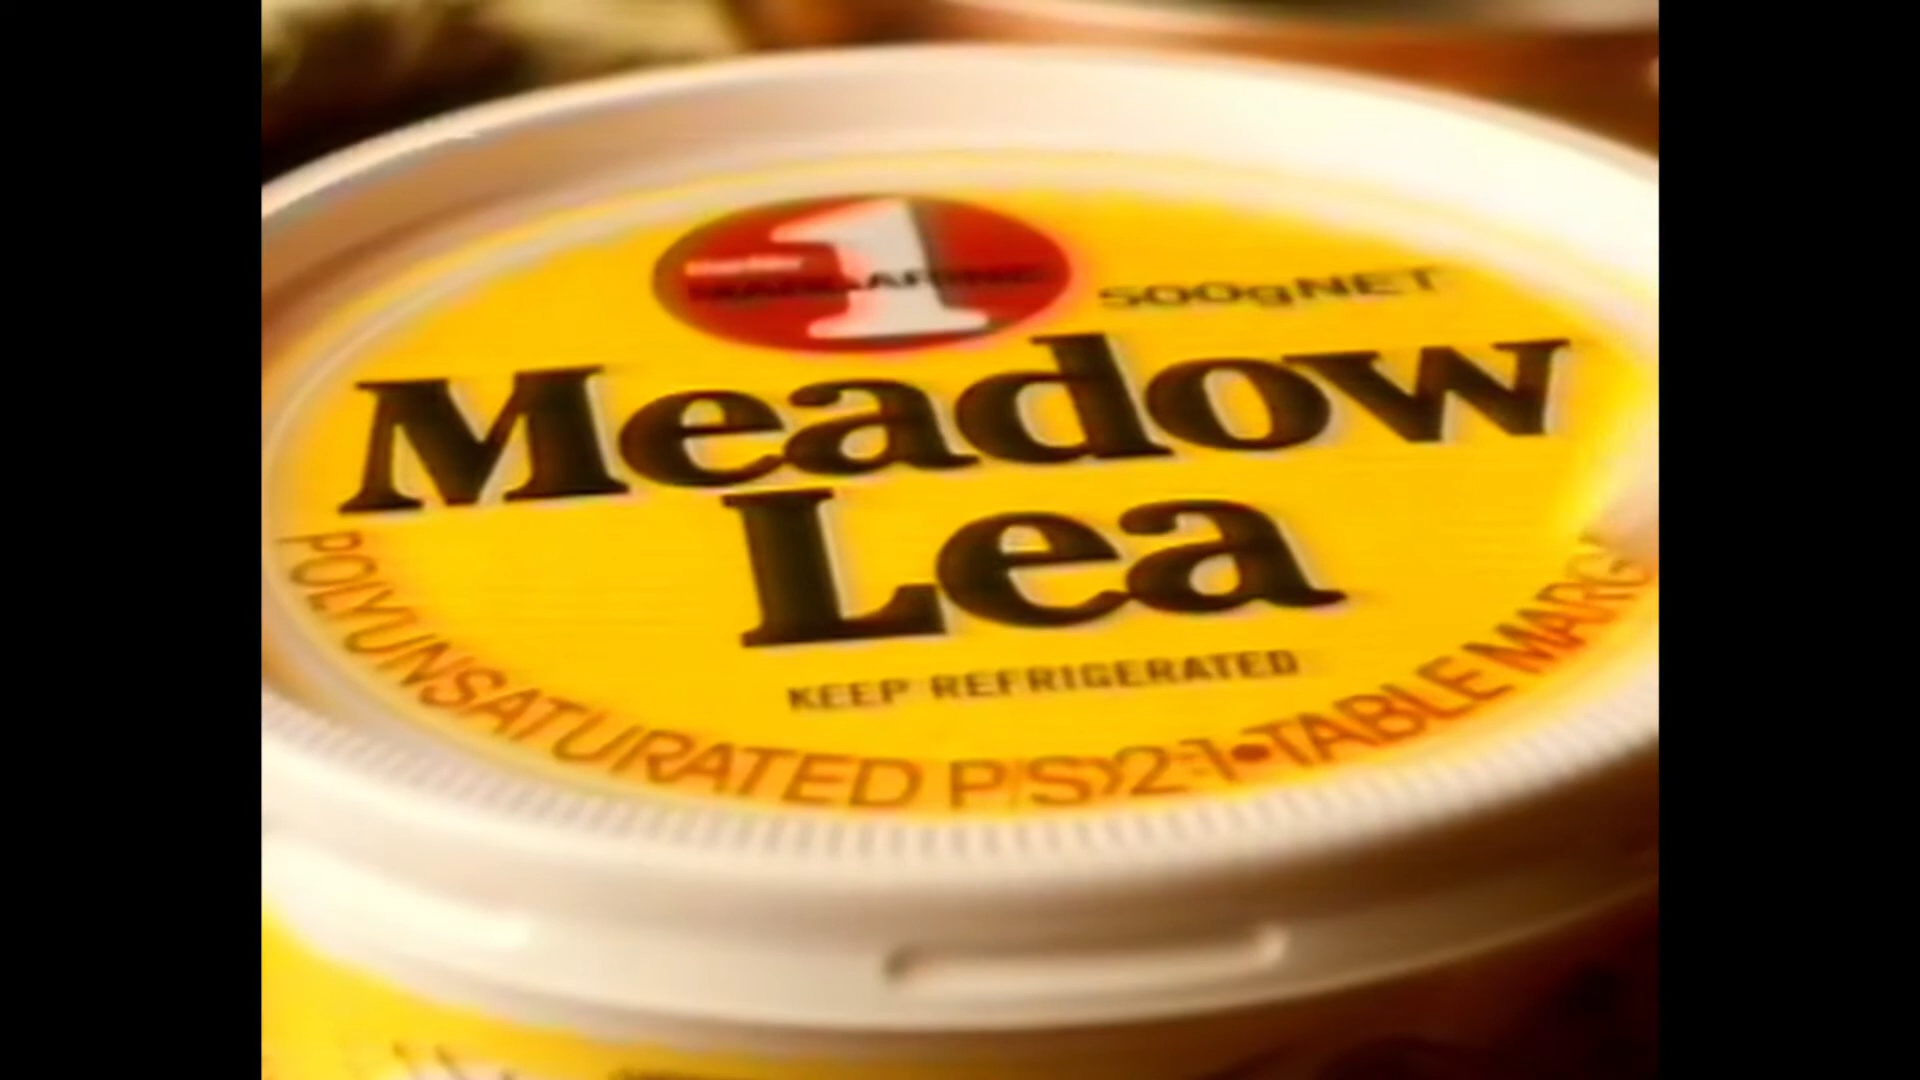 1
500g NET
Meadow
Lea
KEEP REFRIGERATED
POLYUNSATURATED P/S>2:1•TABLE MARG